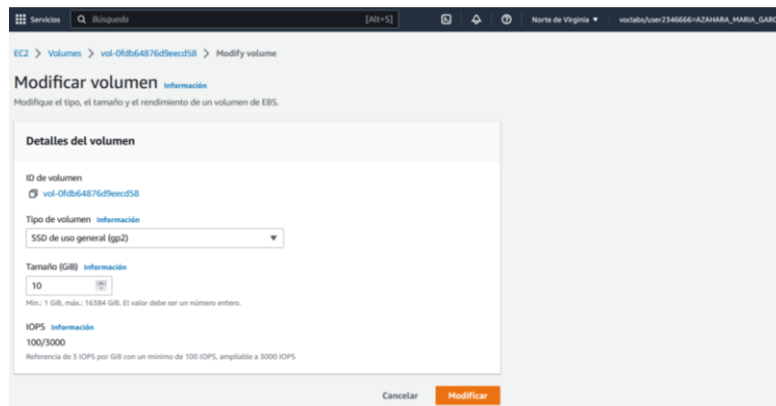 Servicios Búsqueda [Alt+S] Norte de Virginia voclabs/user2346666=AZAHARA_MARIA_GARC
EC2 > Volumes > vol-0fdb64876d9eecd58 > Modify volume
Modificar volumen Información
Modifique el tipo, el tamaño y el rendimiento de un volumen de EBS.
Detalles del volumen
ID de volumen
vol-0fdb64876d9eecd58
Tipo de volumen Información
SSD de uso general (gp2)
Tamaño (GiB) Información
10
Mín.: 1 GiB, máx.: 16384 GiB. El valor debe ser un número entero.
IOPS Información
100/3000
Referencia de 3 IOPS por GiB con un mínimo de 100 IOPS, ampliable a 3000 IOPS
Cancelar Modificar